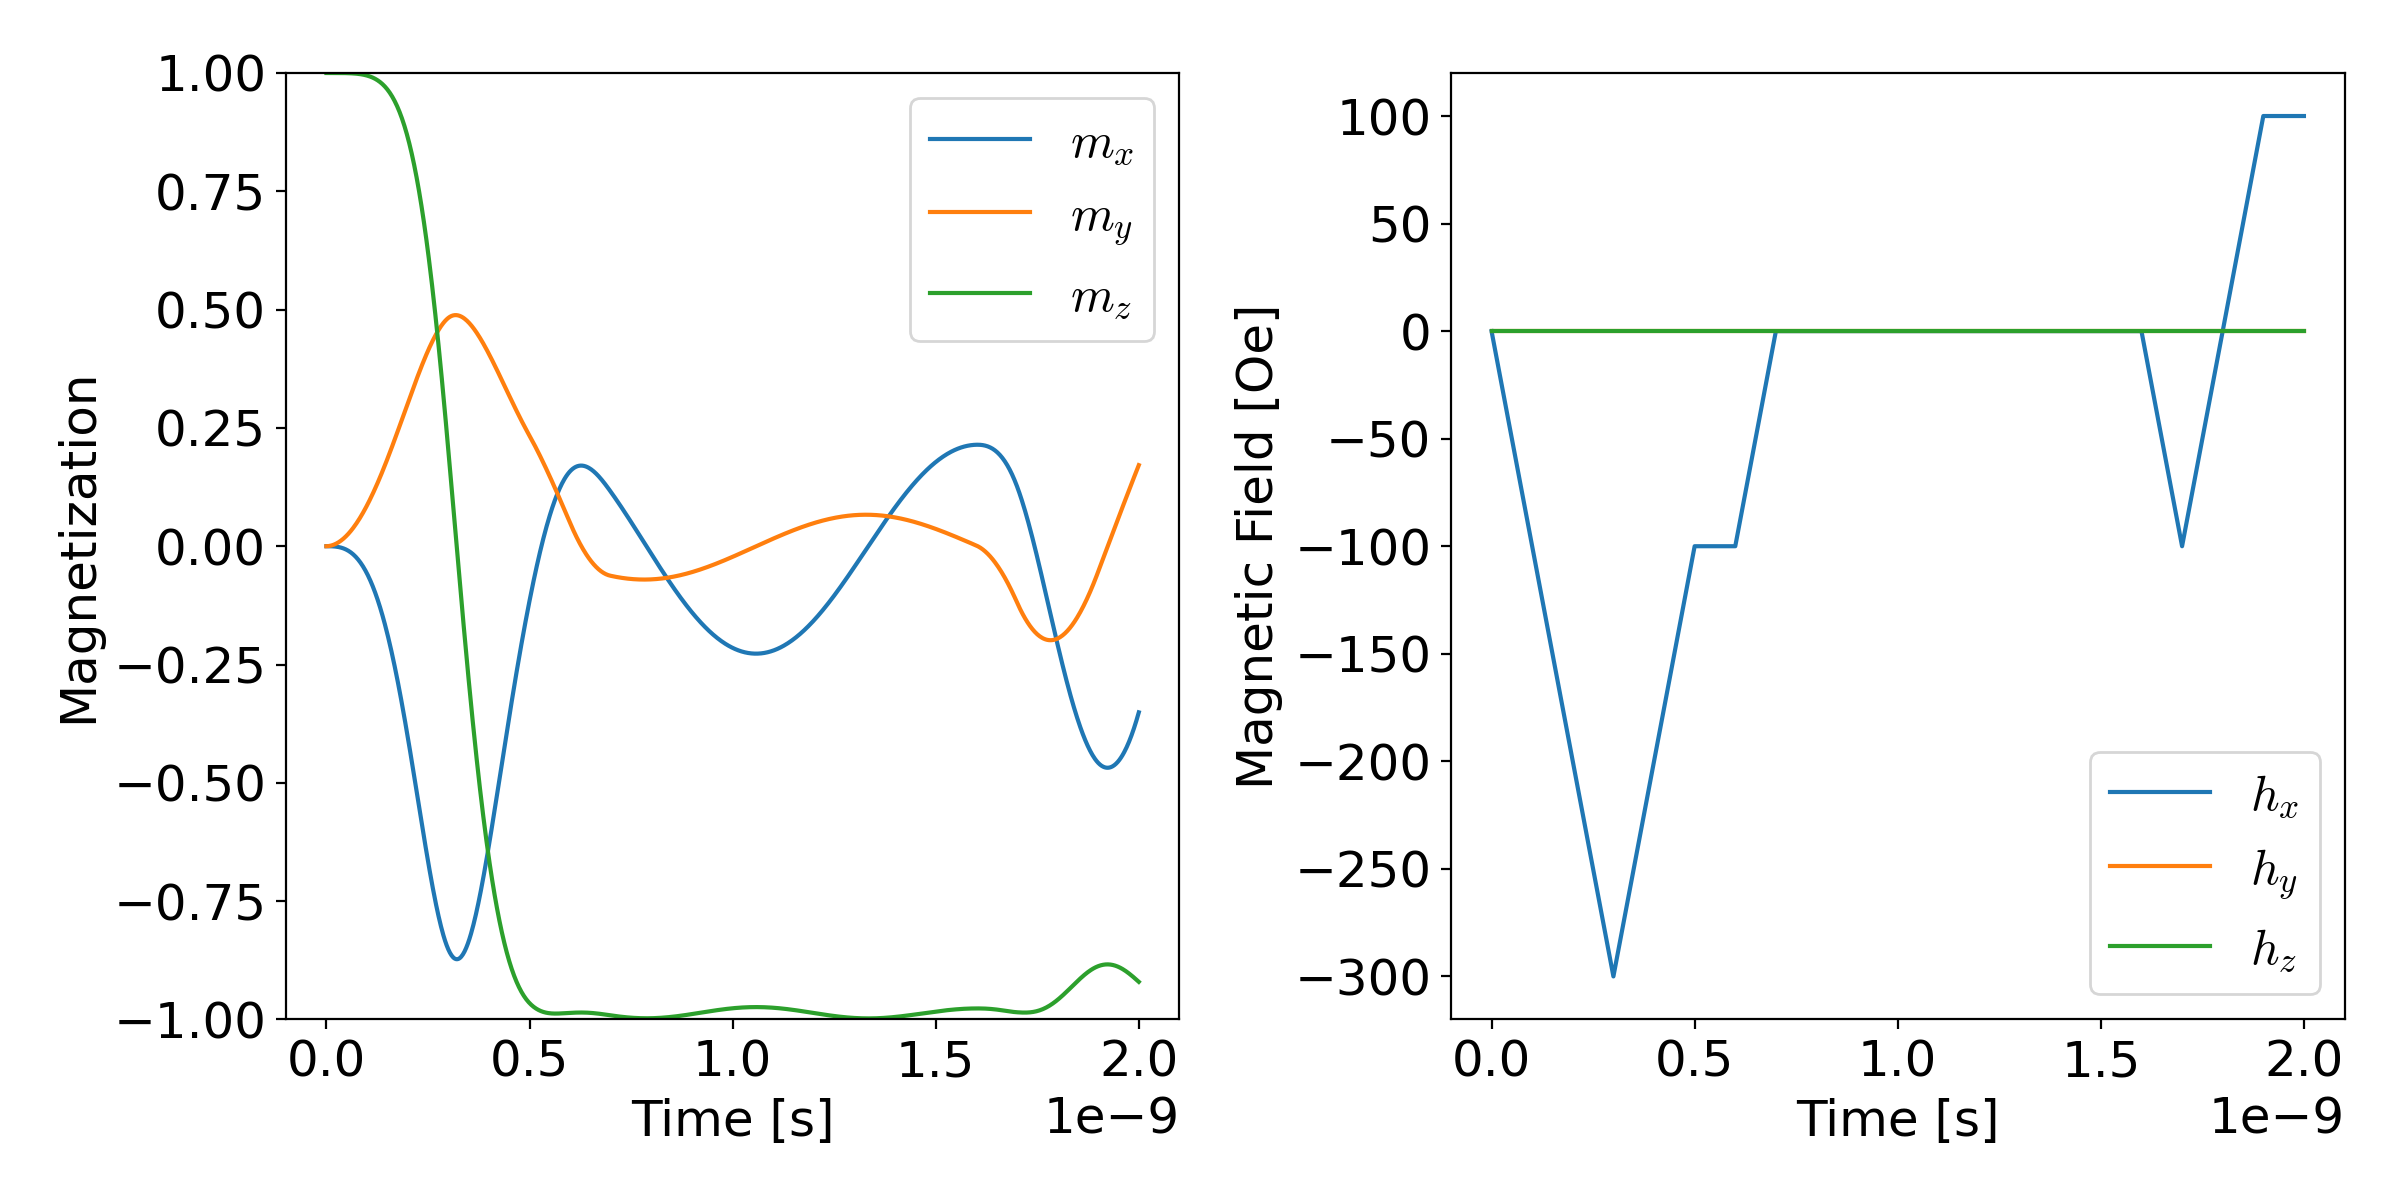 Magnetization
1.00
0.75
0.50
0.25
0.00
−0.25
−0.50
−0.75
−1.00
0.0 0.5 1.0 1.5 2.0
Time [s]
1e−9
m_x
m_y
m_z
Magnetic Field [Oe]
100
50
0
−50
−100
−150
−200
−250
−300
0.0 0.5 1.0 1.5 2.0
Time [s]
1e−9
h_x
h_y
h_z